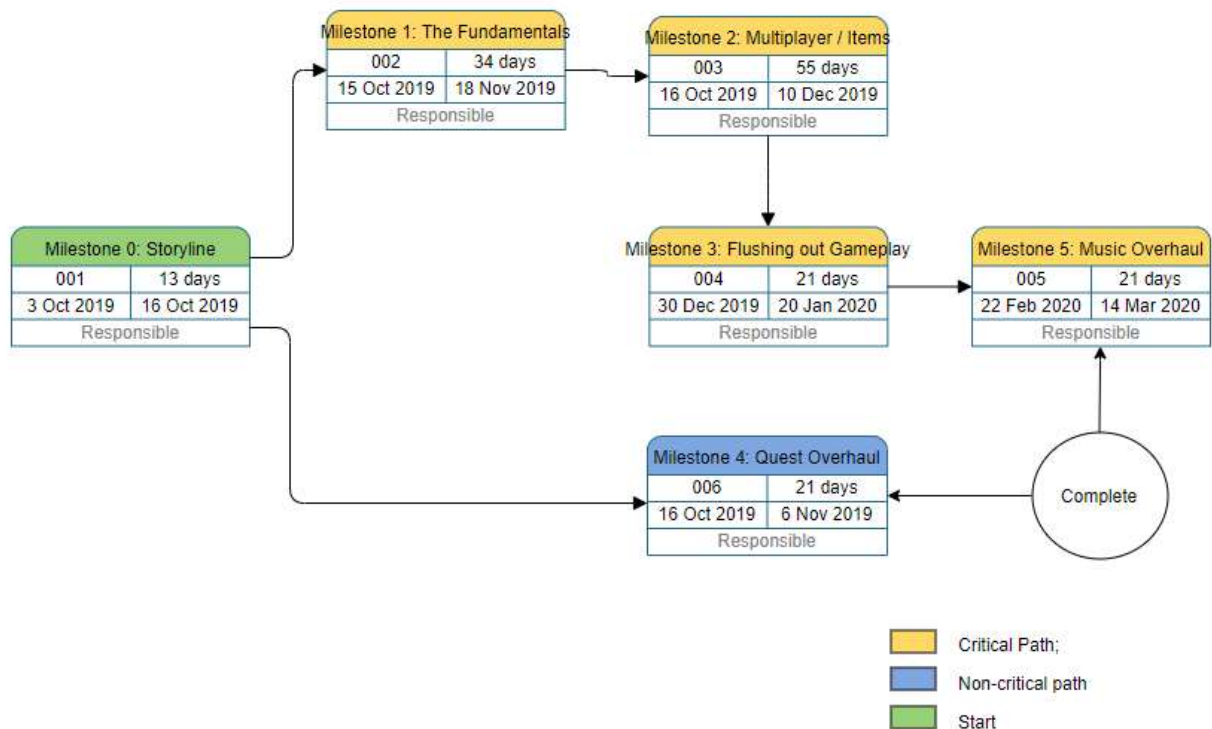 Milestone 1: The Fundamentals
002 34 days
15 Oct 2019 18 Nov 2019
Responsible
Milestone 2: Multiplayer / Items
003 55 days
16 Oct 2019 10 Dec 2019
Responsible
Milestone 0: Storyline
001 13 days
3 Oct 2019 16 Oct 2019
Responsible
Milestone 3: Flushing out Gameplay
004 21 days
30 Dec 2019 20 Jan 2020
Responsible
Milestone 5: Music Overhaul
005 21 days
22 Feb 2020 14 Mar 2020
Responsible
Milestone 4: Quest Overhaul
006 21 days
16 Oct 2019 6 Nov 2019
Responsible
Complete
Critical Path;
Non-critical path
Start